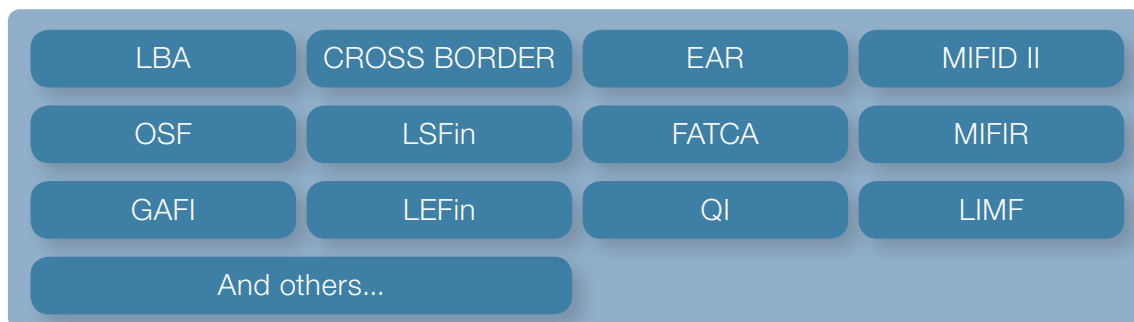 LBA CROSS BORDER EAR MIFID II
OSF LSFin FATCA MIFIR
GAFI LEFin QI LIMF
And others...